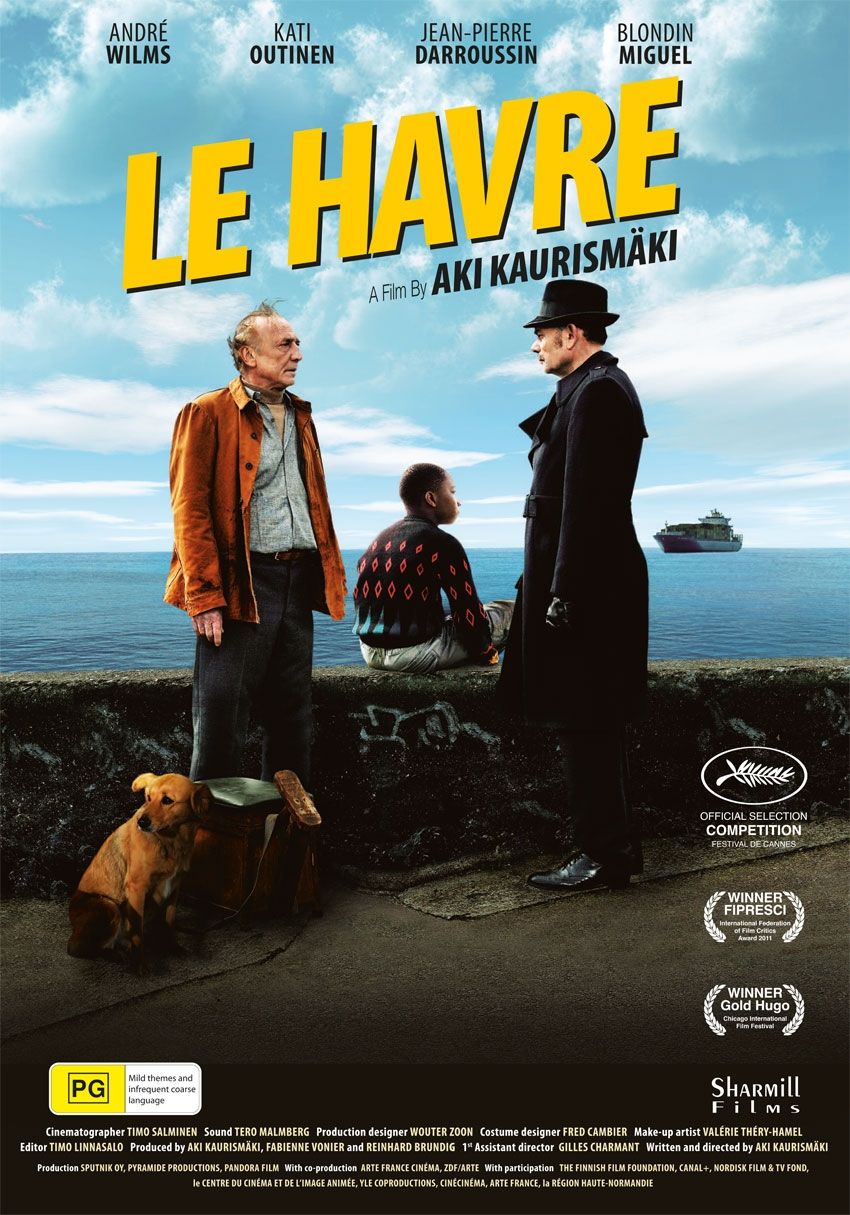 ANDRÉ WILMS
KATI OUTINEN
JEAN-PIERRE DARROUSSIN
BLONDIN MIGUEL
LE HAVRE
A Film By AKI KAURISMÄKI
OFFICIAL SELECTION
COMPETITION
FESTIVAL DE CANNES
WINNER
FIPRESCI
International Federation
of Film Critics
Award 2011
WINNER
Gold Hugo
Chicago International
Film Festival
PG
Mild themes and
infrequent coarse
language
SHARMILL
FILMS
Cinematographer TIMO SALMINEN Sound TERO MALMBERG Production designer WOUTER ZOON Costume designer FRED CAMBIER Make-up artist VALÉRIE THÉRY-HAMEL
Editor TIMO LINNASALO Produced by AKI KAURISMÄKI, FABIENNE VONIER and REINHARD BRUNDIG 1st Assistant director GILLES CHARMANT Written and directed by AKI KAURISMÄKI
Production SPUTNIK OY, PYRAMIDE PRODUCTIONS, PANDORA FILM With co-production ARTE FRANCE CINÉMA, ZDF/ARTE With participation THE FINNISH FILM FOUNDATION, CANAL+, NORDISK FILM & TV FOND,
le CENTRE DU CINÉMA ET DE L'IMAGE ANIMÉE, YLE COPRODUCTIONS, CINÉCINÉMA, ARTE FRANCE, la RÉGION HAUTE-NORMANDIE